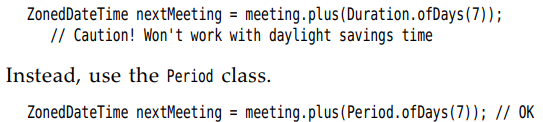 ZonedDateTime nextMeeting = meeting.plus(Duration.ofDays(7));
// Caution! Won't work with daylight savings time
Instead, use the Period class.
ZonedDateTime nextMeeting = meeting.plus(Period.ofDays(7)); // OK